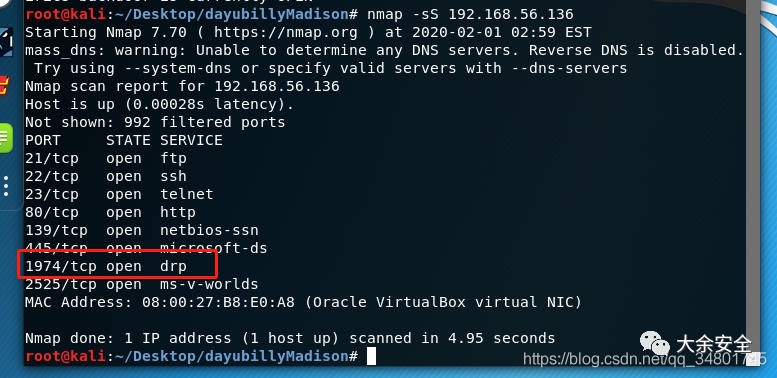 root@kali:~/Desktop/dayubillyMadison# nmap -sS 192.168.56.136
Starting Nmap 7.70 ( https://nmap.org ) at 2020-02-01 02:59 EST
mass_dns: warning: Unable to determine any DNS servers. Reverse DNS is disabled.
Try using --system-dns or specify valid servers with --dns-servers
Nmap scan report for 192.168.56.136
Host is up (0.00028s latency).
Not shown: 992 filtered ports
PORT STATE SERVICE
21/tcp open ftp
22/tcp open ssh
23/tcp open telnet
80/tcp open http
139/tcp open netbios-ssn
445/tcp open microsoft-ds
1974/tcp open drp
2525/tcp open ms-v-worlds
MAC Address: 08:00:27:B8:E0:A8 (Oracle VirtualBox virtual NIC)
Nmap done: 1 IP address (1 host up) scanned in 4.95 seconds
root@kali:~/Desktop/dayubillyMadison#
大余安全
https://blog.csdn.net/qq_34801745